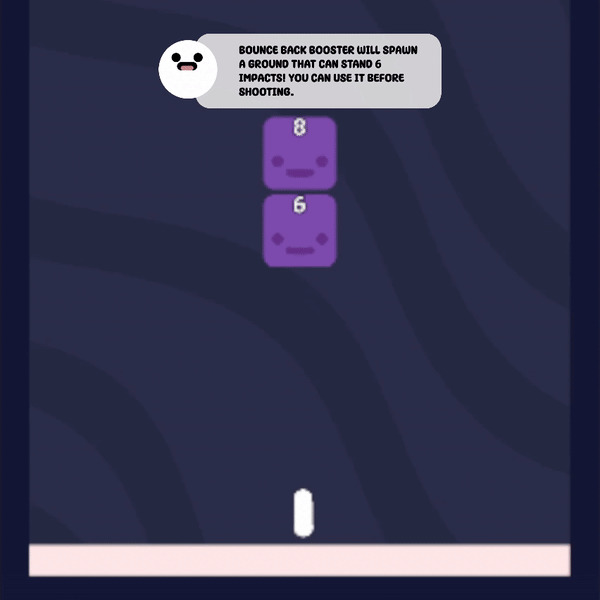 BOUNCE BACK BOOSTER WILL SPAWN
A GROUND THAT CAN STAND 6
IMPACTS! YOU CAN USE IT BEFORE
SHOOTING.
8
6